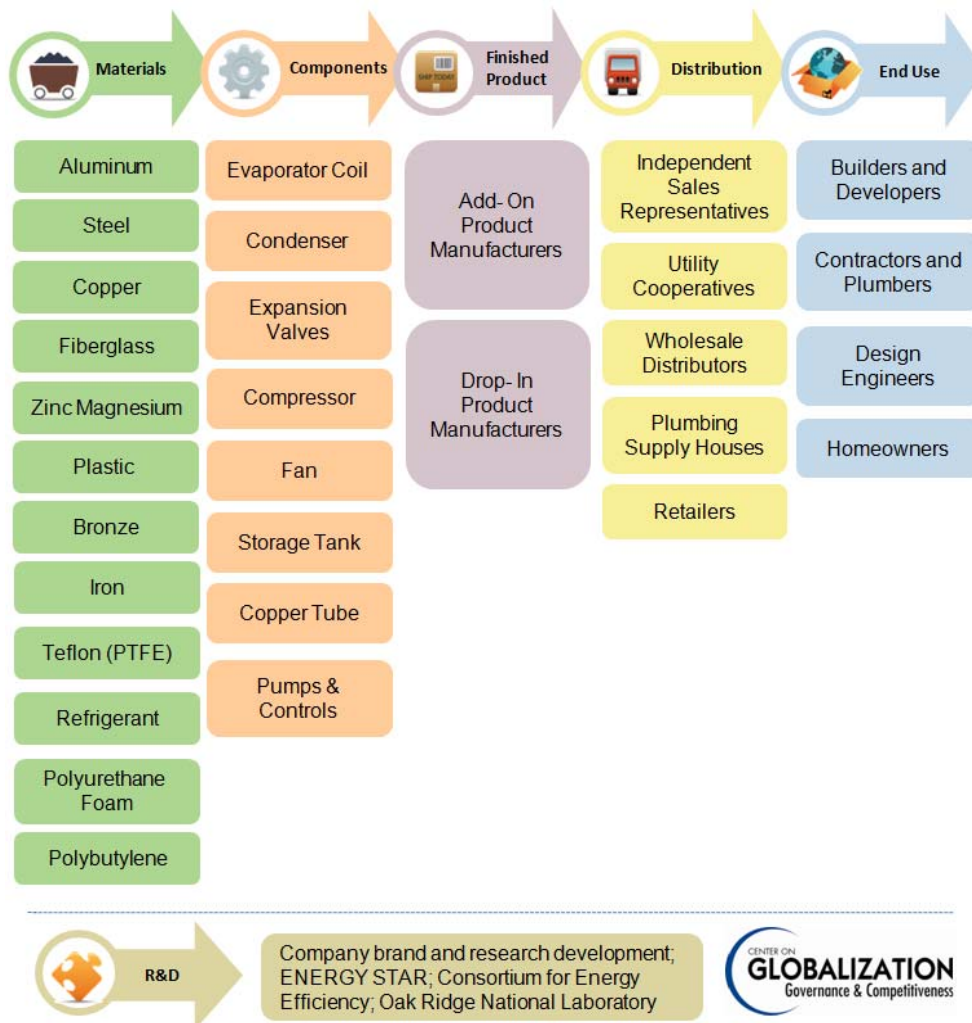 Materials
Components
SHIP TODAY
Finished
Product
Distribution
End Use
Aluminum
Steel
Copper
Fiberglass
Zinc Magnesium
Plastic
Bronze
Iron
Teflon (PTFE)
Refrigerant
Polyurethane
Foam
Polybutylene
Evaporator Coil
Condenser
Expansion
Valves
Compressor
Fan
Storage Tank
Copper Tube
Pumps &
Controls
Add- On
Product
Manufacturers
Drop- In
Product
Manufacturers
Independent
Sales
Representatives
Utility
Cooperatives
Wholesale
Distributors
Plumbing
Supply Houses
Retailers
Builders and
Developers
Contractors and
Plumbers
Design
Engineers
Homeowners
R&D
Company brand and research development;
ENERGY STAR; Consortium for Energy
Efficiency; Oak Ridge National Laboratory
CENTER ON
GLOBALIZATION
Governance & Competitiveness